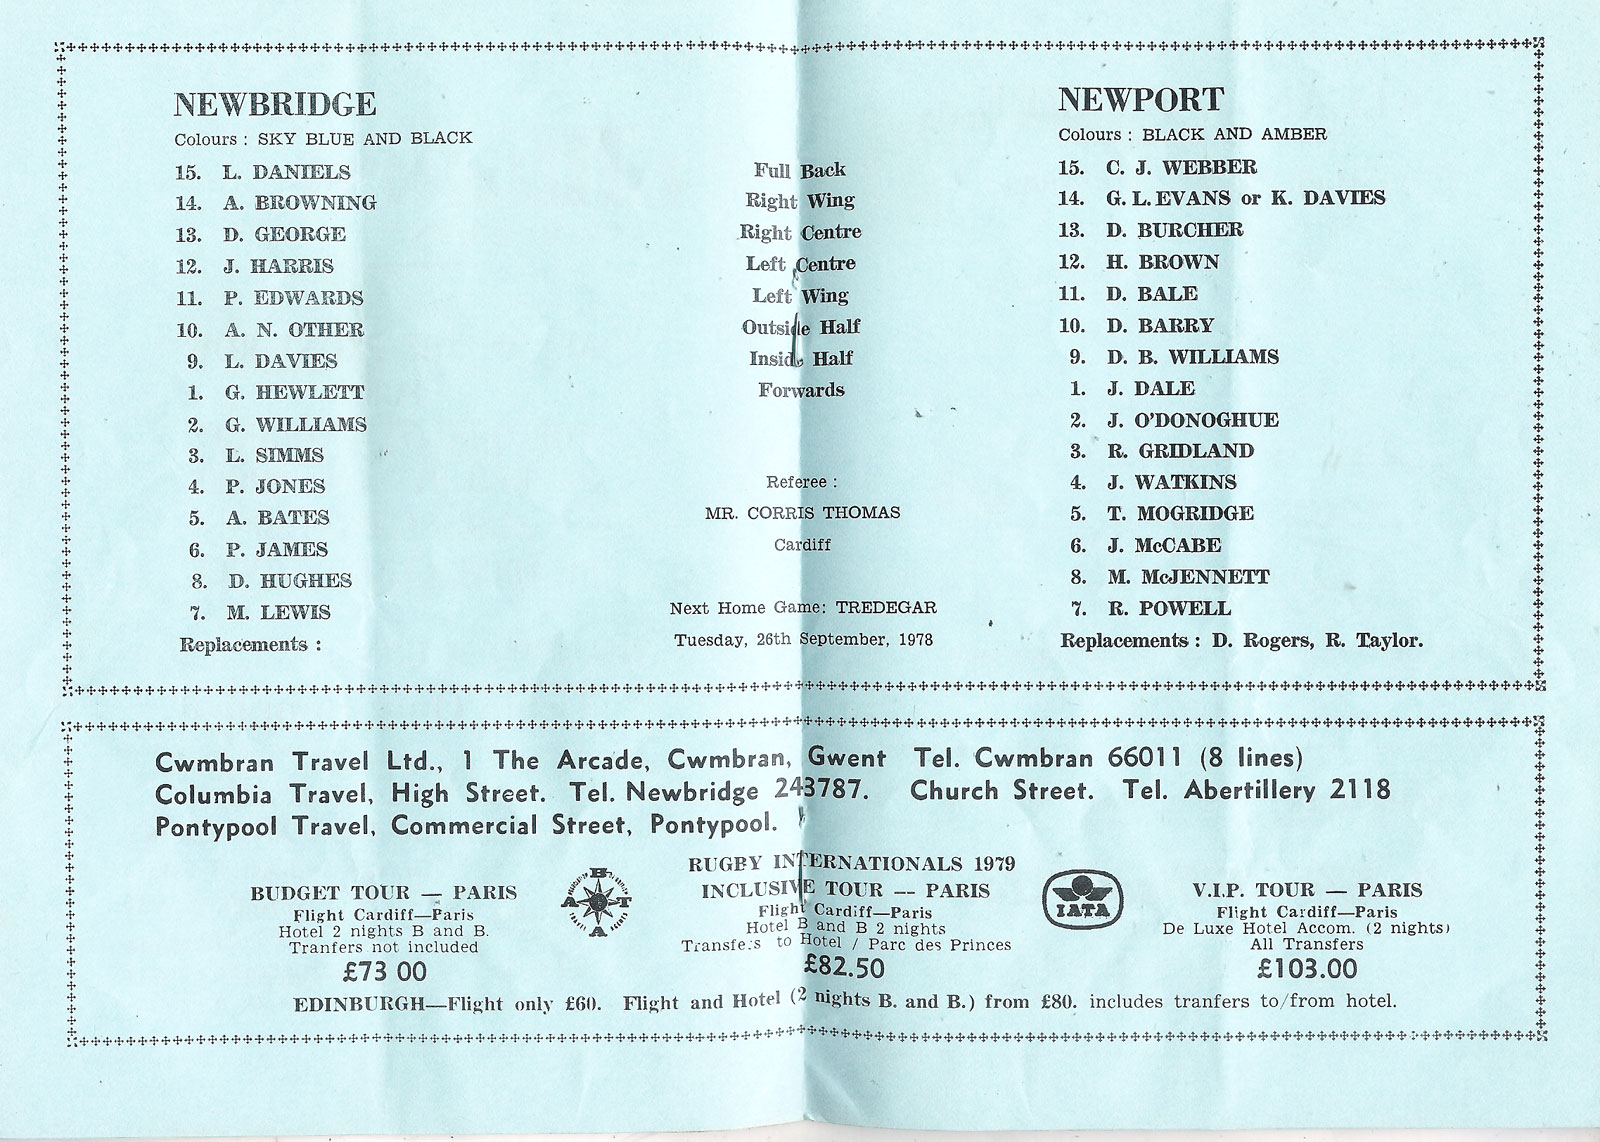 NEWBRIDGE
Colours : SKY BLUE AND BLACK
15. L. DANIELS
14. A. BROWNING
13. D. GEORGE
12. J. HARRIS
11. P. EDWARDS
10. A. N. OTHER
9. L. DAVIES
1. G. HEWLETT
2. G. WILLIAMS
3. L. SIMMS
4. P. JONES
5. A. BATES
6. P. JAMES
8. D. HUGHES
7. M. LEWIS
Replacements :
Full Back
Right Wing
Right Centre
Left Centre
Left Wing
Outside Half
Inside Half
Forwards
Referee :
MR. CORRIS THOMAS
Cardiff
Next Home Game: TREDEGAR
Tuesday, 26th September, 1978
NEWPORT
Colours : BLACK AND AMBER
15. C. J. WEBBER
14. G. L. EVANS or K. DAVIES
13. D. BURCHER
12. H. BROWN
11. D. BALE
10. D. BARRY
9. D. B. WILLIAMS
1. J. DALE
2. J. O'DONOGHUE
3. R. GRIDLAND
4. J. WATKINS
5. T. MOGRIDGE
6. J. McCABE
8. M. McJENNETT
7. R. POWELL
Replacements : D. Rogers, R. Taylor.
Cwmbran Travel Ltd., 1 The Arcade, Cwmbran, Gwent Tel. Cwmbran 66011 (8 lines)
Columbia Travel, High Street. Tel. Newbridge 243787. Church Street. Tel. Abertillery 2118
Pontypool Travel, Commercial Street, Pontypool.
RUGBY INTERNATIONALS 1979
BUDGET TOUR — PARIS
Flight Cardiff—Paris
Hotel 2 nights B and B.
Tranfers not included
£73 00
ABTA
INCLUSIVE TOUR -- PARIS
Flight Cardiff—Paris
Hotel B and B 2 nights
Transfers to Hotel / Parc des Princes
£82.50
IATA
V.I.P. TOUR — PARIS
Flight Cardiff—Paris
De Luxe Hotel Accom. (2 nights)
All Transfers
£103.00
EDINBURGH—Flight only £60. Flight and Hotel (2 nights B. and B.) from £80. includes tranfers to/from hotel.